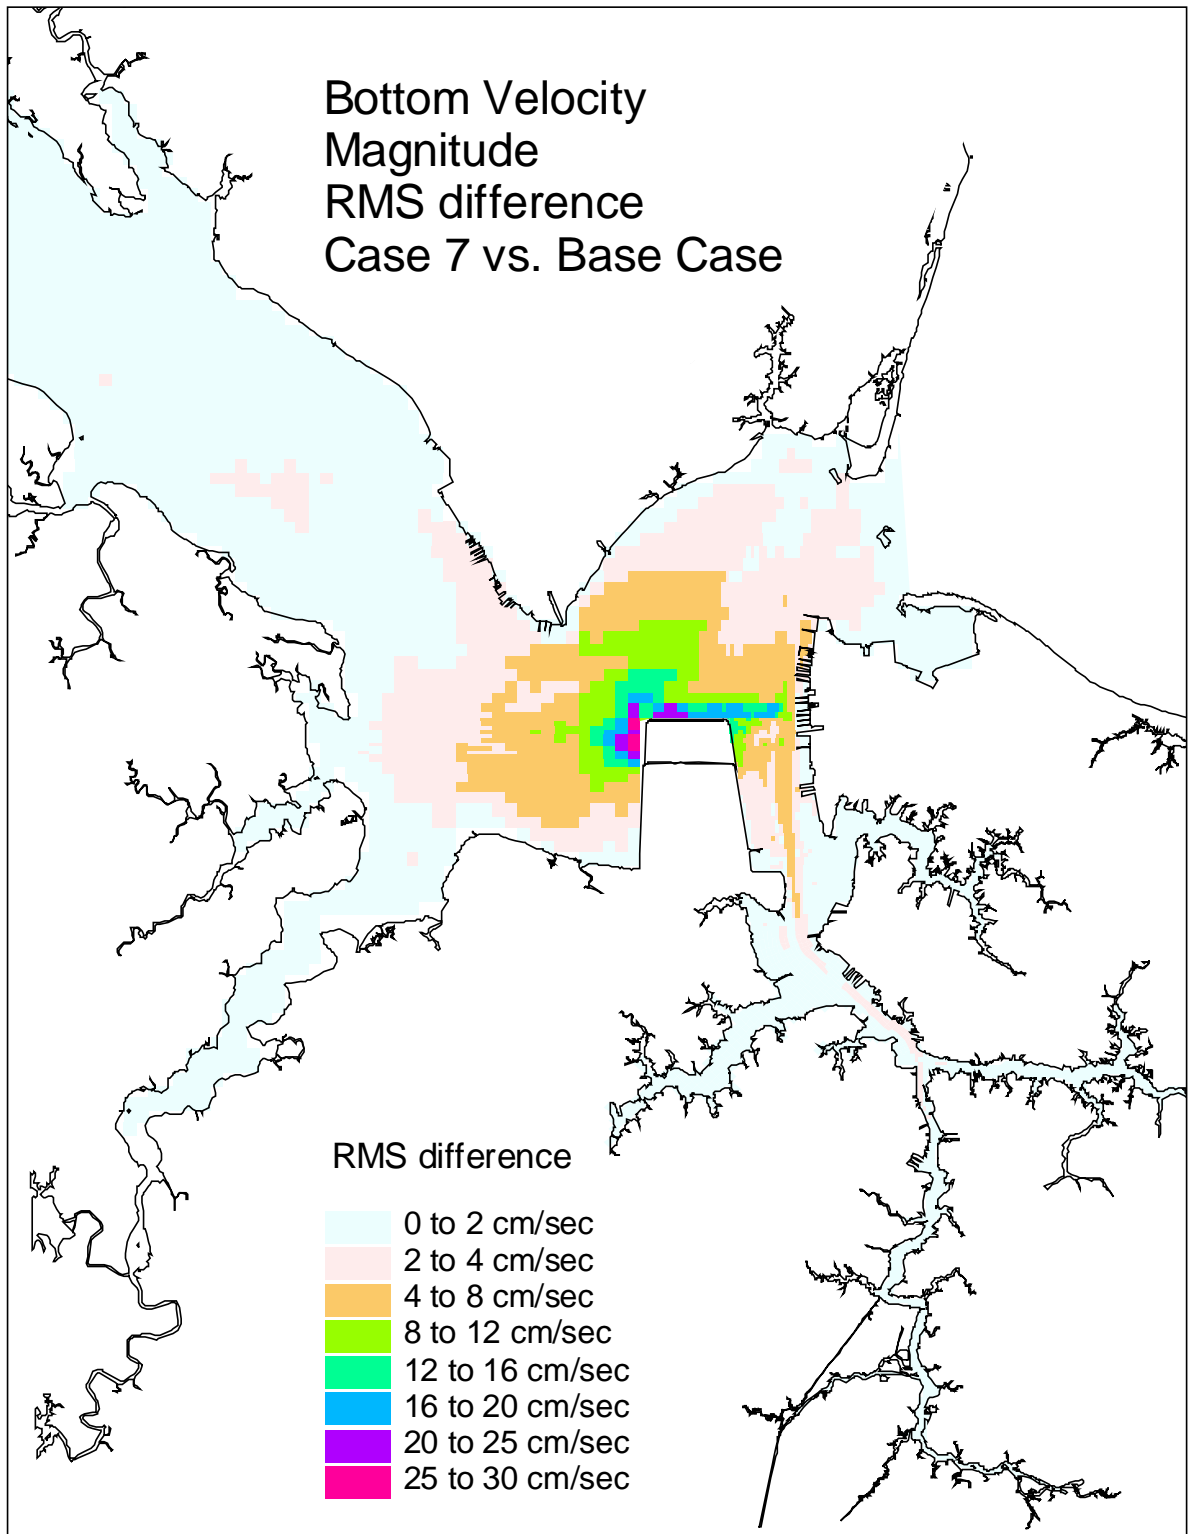 Bottom Velocity
Magnitude
RMS difference
Case 7 vs. Base Case
RMS difference
0 to 2 cm/sec
2 to 4 cm/sec
4 to 8 cm/sec
8 to 12 cm/sec
12 to 16 cm/sec
16 to 20 cm/sec
20 to 25 cm/sec
25 to 30 cm/sec